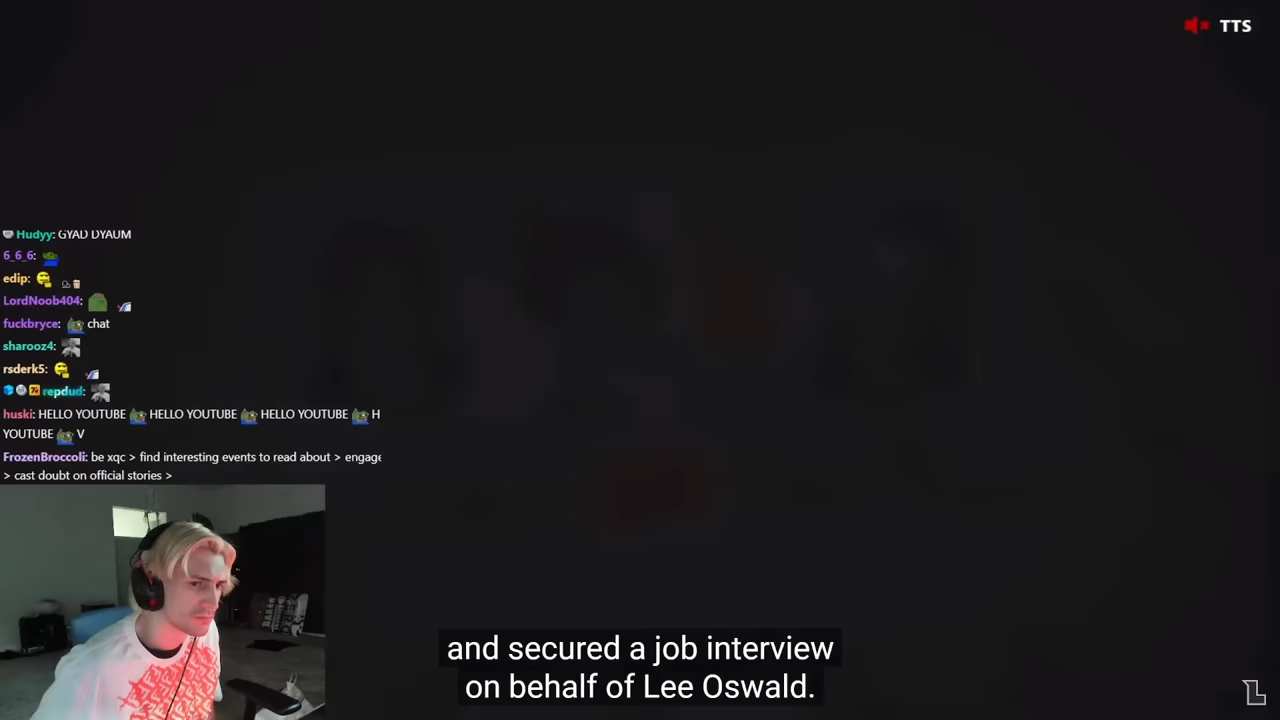 TTS
Hudyy: GYAD DYAUM
6_6_6:
edip:
LordNoob404:
fuckbryce: chat
sharooz4:
rsderk5:
repdud:
huski: HELLO YOUTUBE HELLO YOUTUBE HELLO YOUTUBE H
YOUTUBE V
FrozenBroccoli: be xqc > find interesting events to read about > engage
> cast doubt on official stories >
and secured a job interview
on behalf of Lee Oswald.